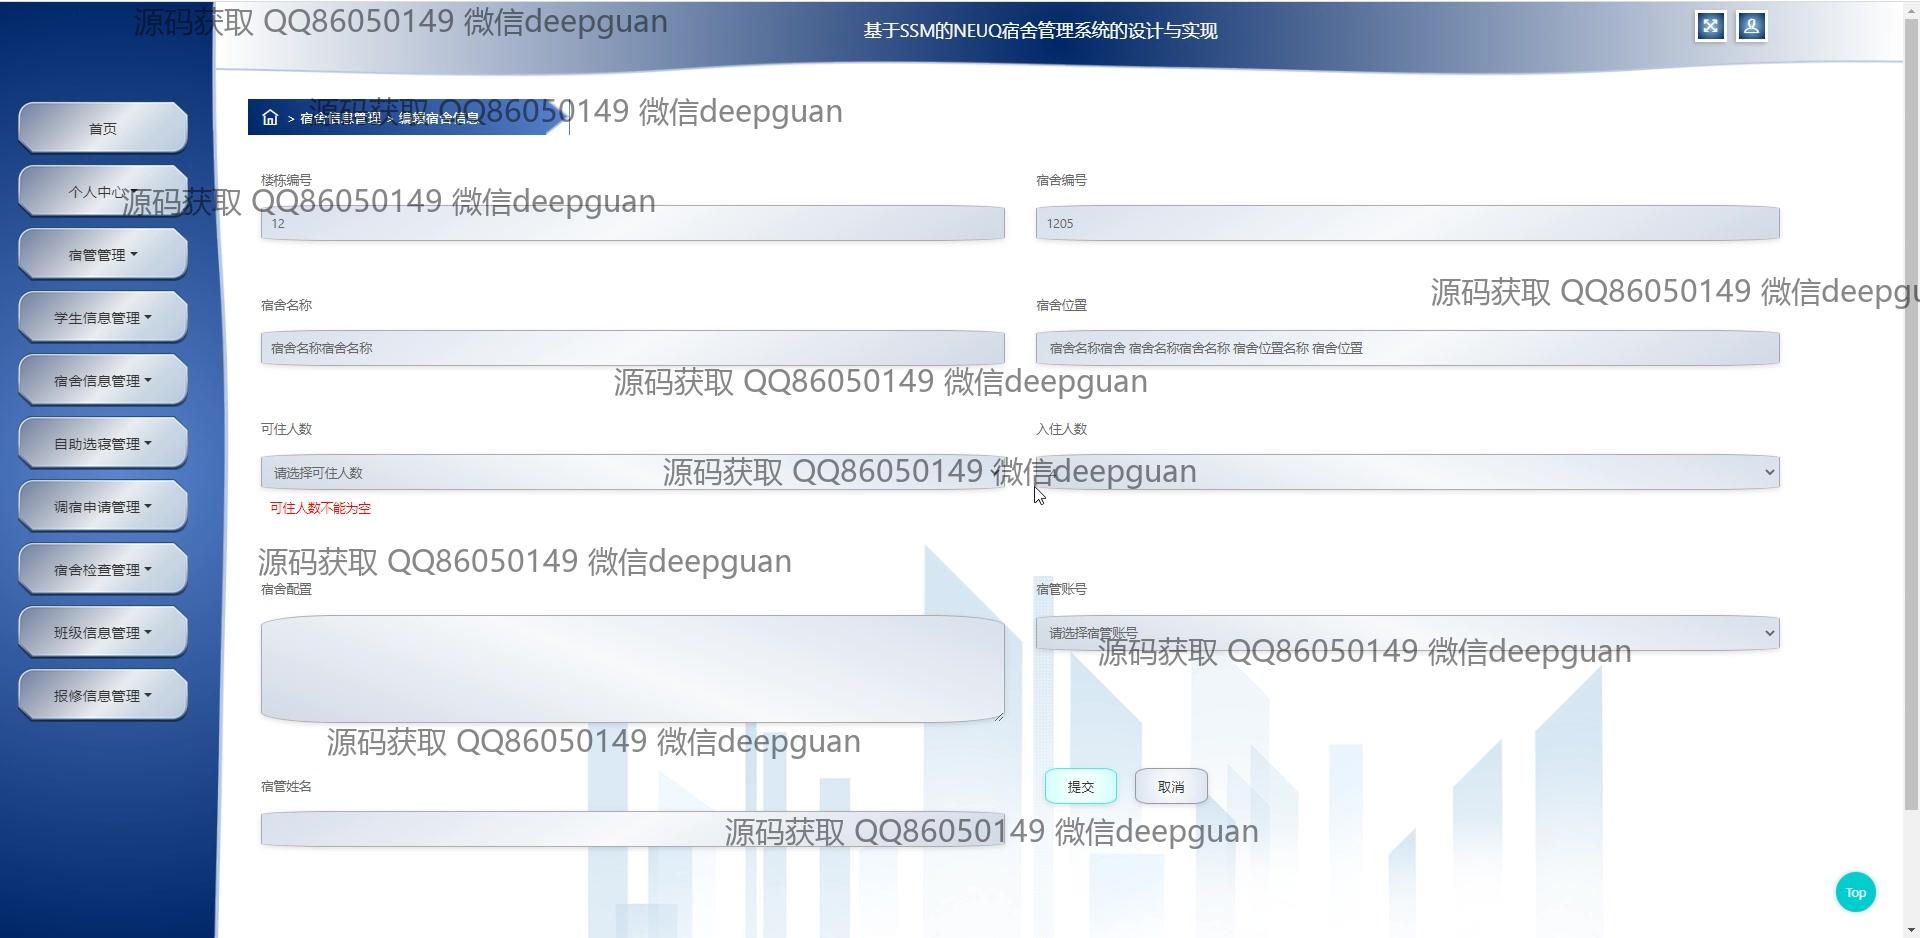 源码获取 QQ86050149 微信deepguan
基于SSM的NEUQ宿舍管理系统的设计与实现
源码获取 QQ86050149 微信deepguan
> 宿舍信息管理 > 编辑宿舍信息
首页
个人中心
宿管管理
学生信息管理
宿舍信息管理
自助选寝管理
调宿申请管理
宿舍检查管理
班级信息管理
报修信息管理
楼栋编号
宿舍编号
源码获取 QQ86050149 微信deepguan
12
1205
源码获取 QQ86050149 微信deepgu
宿舍名称
宿舍位置
宿舍名称宿舍名称
宿舍名称宿舍 宿舍名称宿舍名称 宿舍位置名称 宿舍位置
源码获取 QQ86050149 微信deepguan
可住人数
入住人数
请选择可住人数
源码获取 QQ86050149 微信deepguan
可住人数不能为空
源码获取 QQ86050149 微信deepguan
宿舍配置
宿管账号
请选择宿管账号
源码获取 QQ86050149 微信deepguan
源码获取 QQ86050149 微信deepguan
宿管姓名
提交
取消
源码获取 QQ86050149 微信deepguan
Top